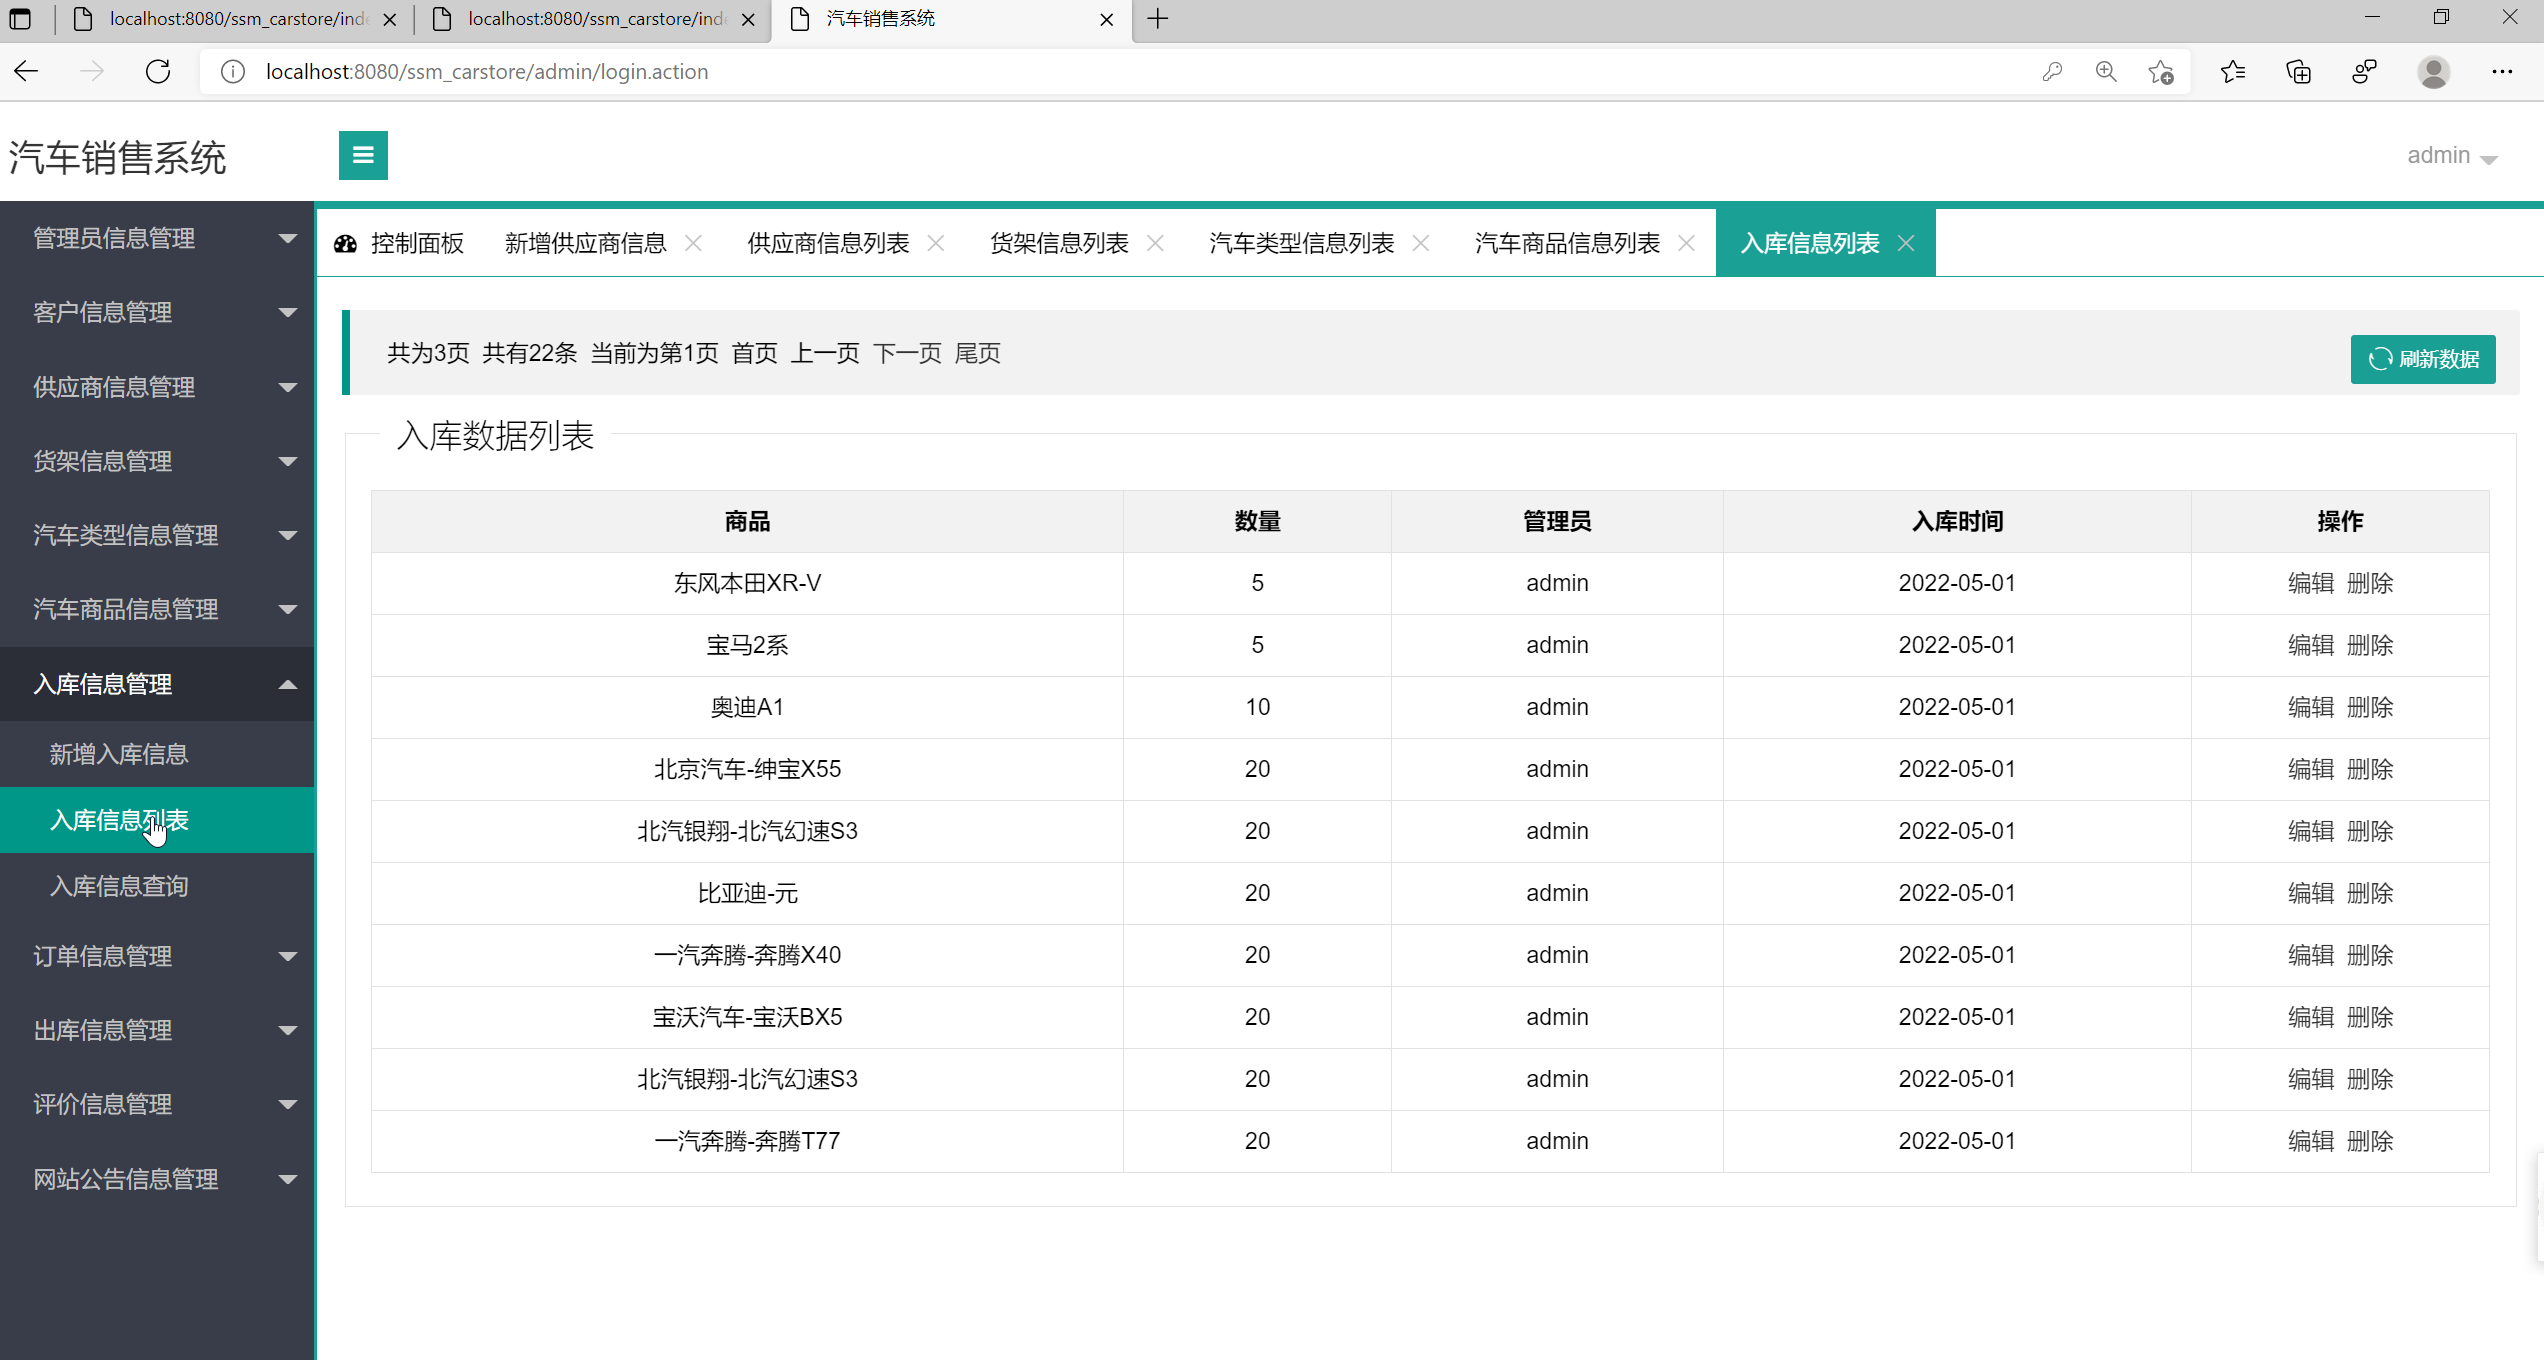 localhost:8080/ssm_carstore/inde
localhost:8080/ssm_carstore/inde
汽车销售系统
localhost:8080/ssm_carstore/admin/login.action
汽车销售系统
admin
管理员信息管理
客户信息管理
供应商信息管理
货架信息管理
汽车类型信息管理
汽车商品信息管理
入库信息管理
新增入库信息
入库信息列表
入库信息查询
订单信息管理
出库信息管理
评价信息管理
网站公告信息管理
控制面板 新增供应商信息 供应商信息列表 货架信息列表 汽车类型信息列表 汽车商品信息列表 入库信息列表
共为3页 共有22条 当前为第1页 首页 上一页 下一页 尾页
刷新数据
入库数据列表
商品 数量 管理员 入库时间 操作
东风本田XR-V 5 admin 2022-05-01 编辑 删除
宝马2系 5 admin 2022-05-01 编辑 删除
奥迪A1 10 admin 2022-05-01 编辑 删除
北京汽车-绅宝X55 20 admin 2022-05-01 编辑 删除
北汽银翔-北汽幻速S3 20 admin 2022-05-01 编辑 删除
比亚迪-元 20 admin 2022-05-01 编辑 删除
一汽奔腾-奔腾X40 20 admin 2022-05-01 编辑 删除
宝沃汽车-宝沃BX5 20 admin 2022-05-01 编辑 删除
北汽银翔-北汽幻速S3 20 admin 2022-05-01 编辑 删除
一汽奔腾-奔腾T77 20 admin 2022-05-01 编辑 删除